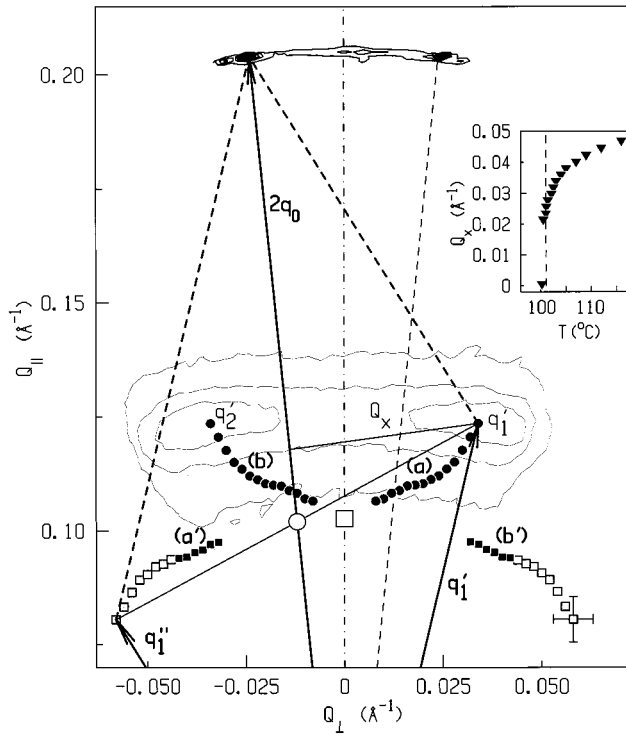 0.20
0.15
0.10
Q∥ (Å⁻¹)
2q₀
0.05
0.04
0.03
0.02
0.01
0
Qₓ (Å⁻¹)
100 110
T (°C)
q₂′
Qₓ
q₁′
(b)
(a)
(a′)
(b′)
q₁″
q₁′
-0.050 -0.025 0 0.025 0.050
Q⊥ (Å⁻¹)